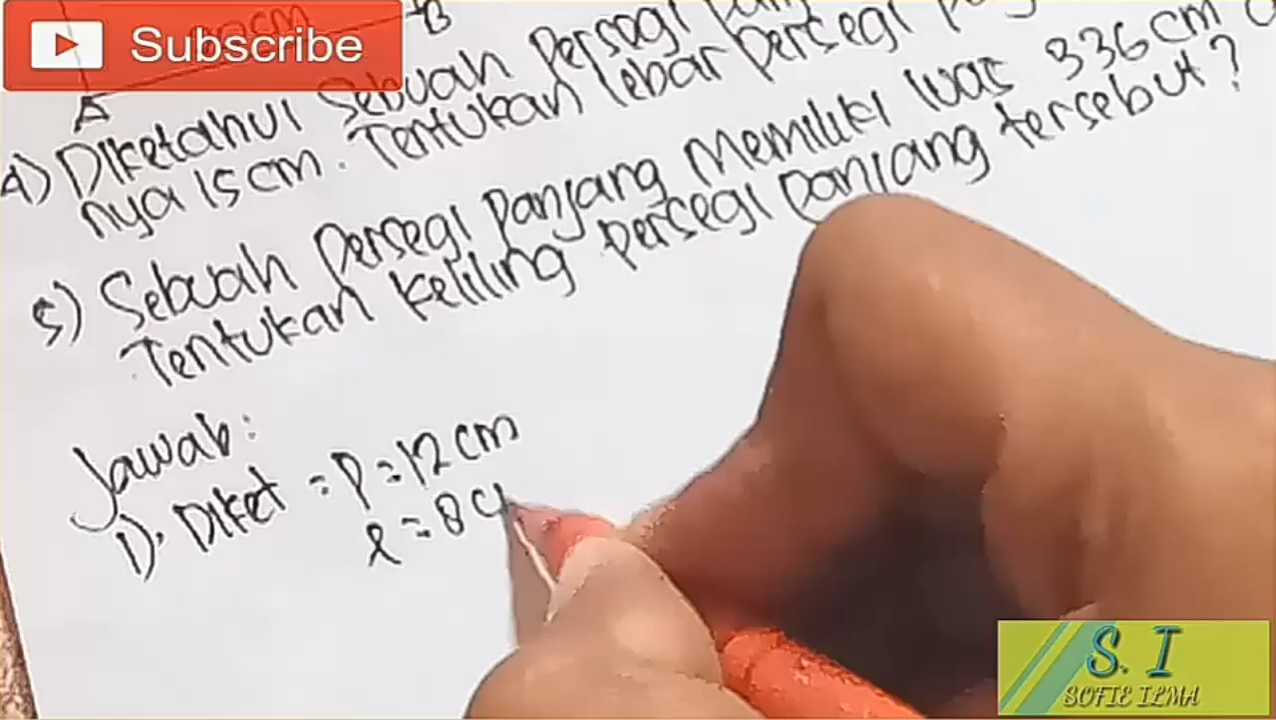 Subscribe
B
A
4) Diketahui Sebuah Persegi
nya 15 cm. Tentukan lebar Persegi
5) Sebuah Persegi Panjang Memiliki luas 336 cm
Tentukan keliling Persegi Panjang tersebut?
Jawab:
1). Diket = P = 12 cm
l = 8 c
S. I
SOFIE ILMA